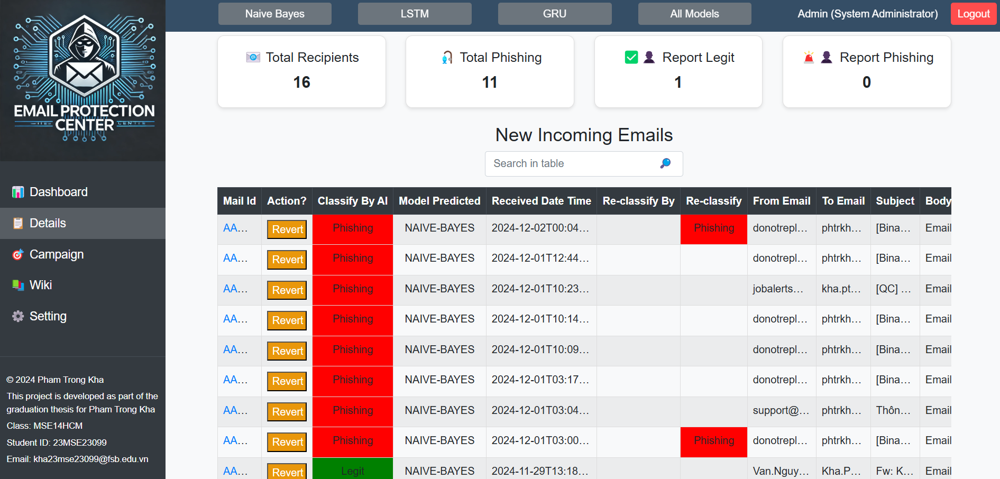 EMAIL PROTECTION
CENTER
Dashboard
Details
Campaign
Wiki
Setting
© 2024 Pham Trong Kha
This project is developed as part of the
graduation thesis for Pham Trong Kha
Class: MSE14HCM
Student ID: 23MSE23099
Email: kha23mse23099@fsb.edu.vn
Naive Bayes LSTM GRU All Models Admin (System Administrator) Logout
Total Recipients
16
Total Phishing
11
Report Legit
1
Report Phishing
0
New Incoming Emails
Search in table
Mail Id Action? Classify By AI Model Predicted Received Date Time Re-classify By Re-classify From Email To Email Subject Body
AA... Revert Phishing NAIVE-BAYES 2024-12-02T00:04... Phishing donotrepl... phtrkh... [Bina... Email
AA... Revert Phishing NAIVE-BAYES 2024-12-01T12:44... donotrepl... phtrkh... [Bina... Email
AA... Revert Phishing NAIVE-BAYES 2024-12-01T10:23... jobalerts... kha.pt... [QC] ... Email
AA... Revert Phishing NAIVE-BAYES 2024-12-01T10:14... donotrepl... phtrkh... [Bina... Email
AA... Revert Phishing NAIVE-BAYES 2024-12-01T10:09... donotrepl... phtrkh... [Bina... Email
AA... Revert Phishing NAIVE-BAYES 2024-12-01T03:17... donotrepl... phtrkh... [Bina... Email
AA... Revert Phishing NAIVE-BAYES 2024-12-01T03:04... support@... phtrkh... Thôn... Email
AA... Revert Phishing NAIVE-BAYES 2024-12-01T03:00... Phishing donotrepl... phtrkh... [Bina... Email
AA... Revert Legit NAIVE-BAYES 2024-11-29T13:18... Van.Nguy... Kha.P... Fw: K... Email